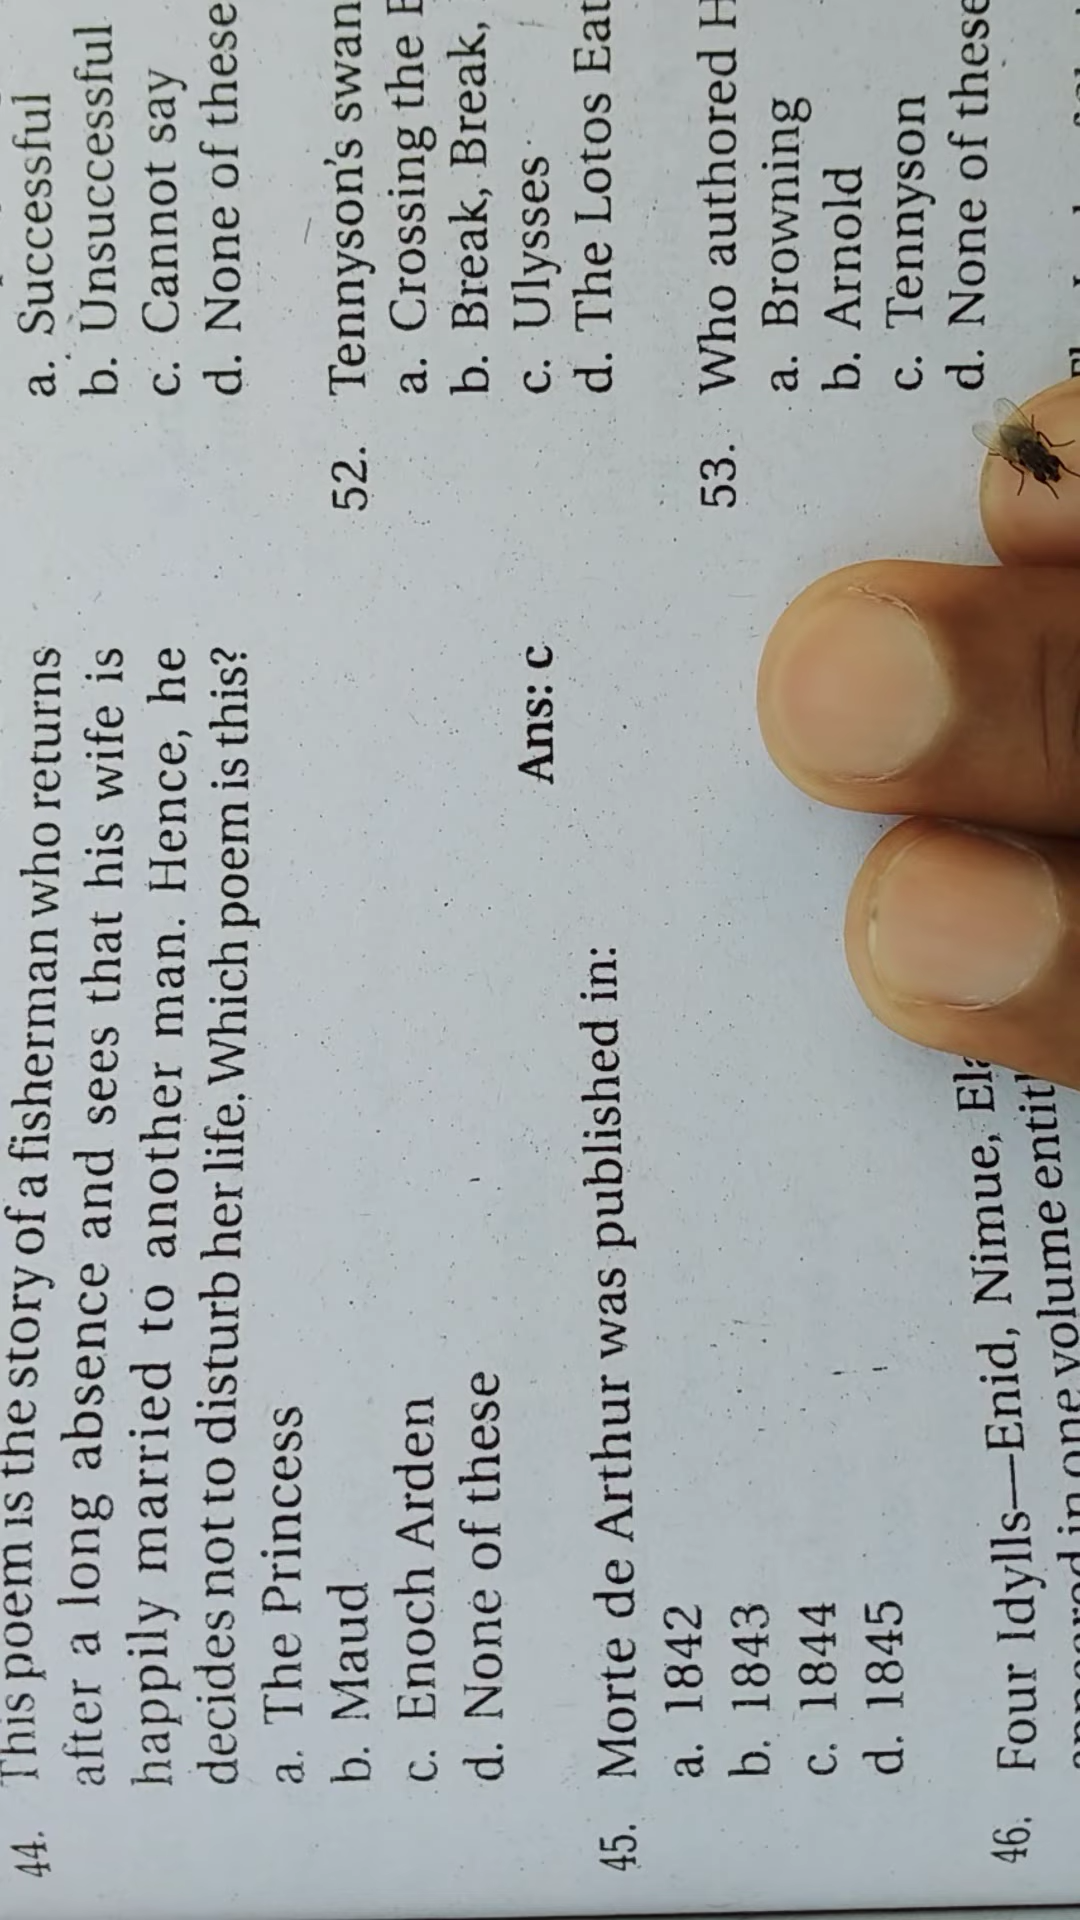 44. This poem is the story of a fisherman who returns
after a long absence and sees that his wife is
happily married to another man. Hence, he
decides not to disturb her life. Which poem is this?
a. The Princess
b. Maud
c. Enoch Arden
d. None of these
Ans: c
45. Morte de Arthur was published in:
a. 1842
b. 1843
c. 1844
d. 1845
46. Four Idylls—Enid, Nimue,
in one volume
a. Successful
b. Unsuccessful
c. Cannot say
d. None of these
52. Tennyson's swan
a. Crossing the
b. Break, Break,
c. Ulysses
d. The Lotos
53. Who authored
a. Browning
b. Arnold
c. Tennyson
d. None of these